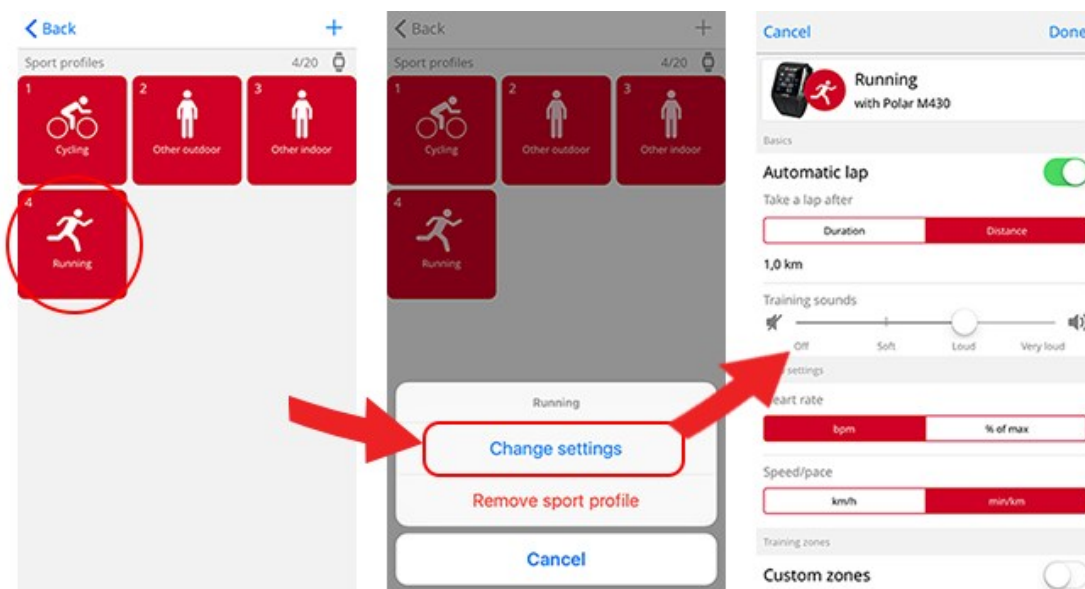 Back +
Sport profiles 4/20
1 2 3
Cycling Other outdoor Other indoor
4
Running
Back +
Sport profiles 4/20
1 2 3
Cycling Other outdoor Other indoor
4
Running
Running
Change settings
Remove sport profile
Cancel
Cancel Done
Running
with Polar M430
Basics
Automatic lap
Take a lap after
Duration Distance
1,0 km
Training sounds
Off Soft Loud Very loud
settings
eart rate
bpm % of max
Speed/pace
km/h min/km
Training zones
Custom zones